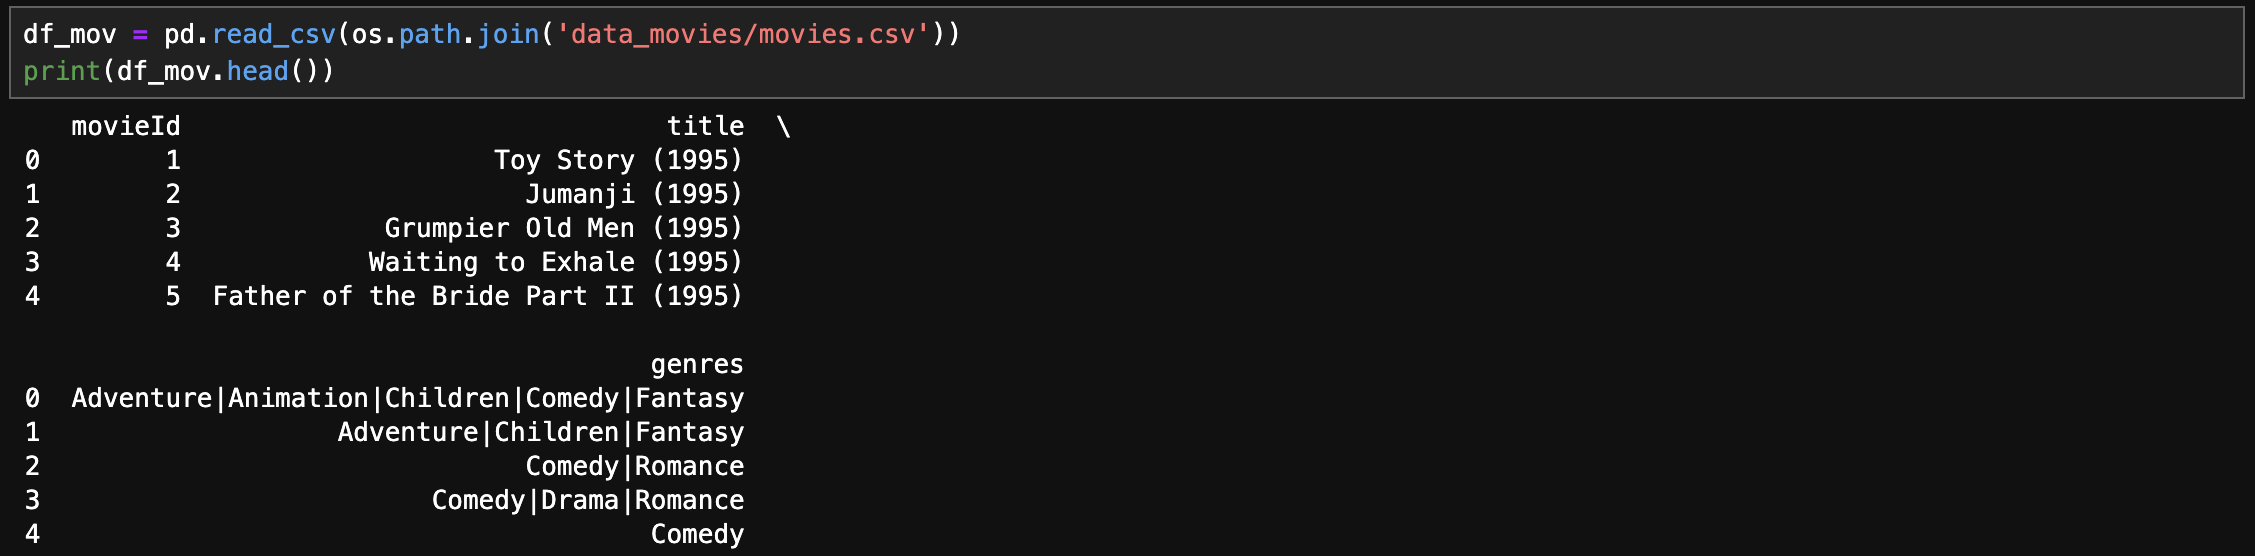 df_mov = pd.read_csv(os.path.join('data_movies/movies.csv'))
print(df_mov.head())
   movieId                               title  \
0        1                    Toy Story (1995)
1        2                      Jumanji (1995)
2        3             Grumpier Old Men (1995)
3        4            Waiting to Exhale (1995)
4        5  Father of the Bride Part II (1995)
                                        genres
0  Adventure|Animation|Children|Comedy|Fantasy
1                   Adventure|Children|Fantasy
2                               Comedy|Romance
3                         Comedy|Drama|Romance
4                                       Comedy